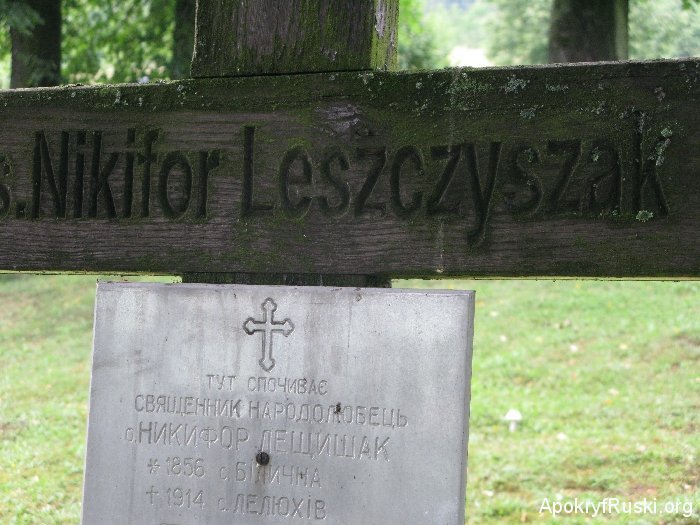 s. Nikifor Leszczyszak
ТУТ СПОЧИВАЄ
СВЯЩЕННИК НАРОДОЛЮБЕЦЬ
о. НИКИФОР ЛЕЩИШАК
* 1856 с. БІЛИЧНА
+ 1914 с. ЛЕЛЮХІВ
ApokryfRuski.org